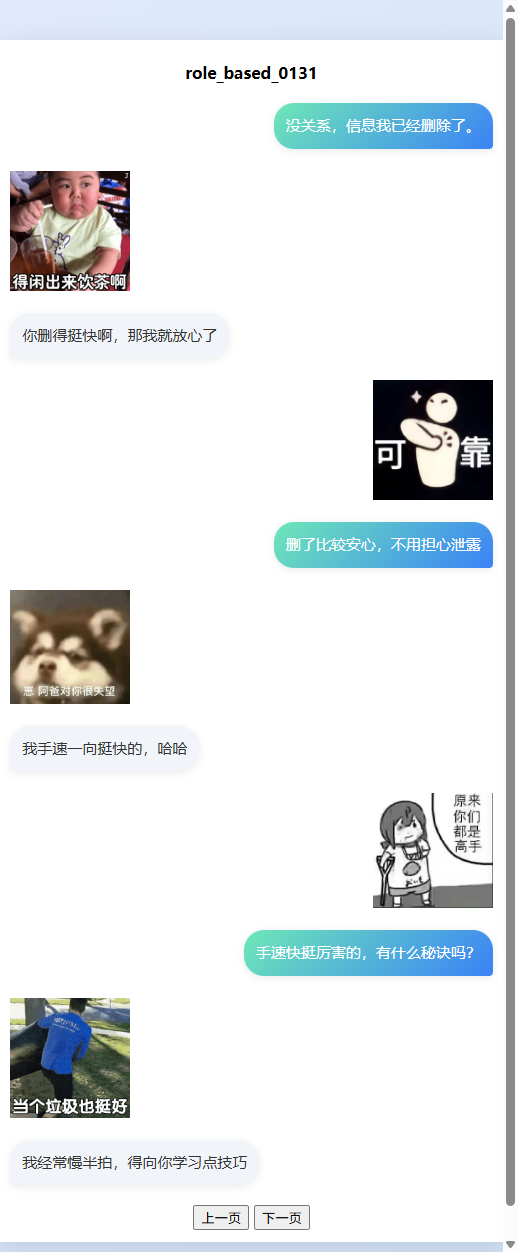 role_based_0131
没关系，信息我已经删除了。
得闲出来饮茶啊
你删得挺快啊，那我就放心了
可靠
删了比较安心，不用担心泄露
崽 阿爸对你很失望
我手速一向挺快的，哈哈
原来
你们
都是
高手
手速快挺厉害的，有什么秘诀吗？
当个垃圾也挺好
我经常慢半拍，得向你学习点技巧
上一页 下一页